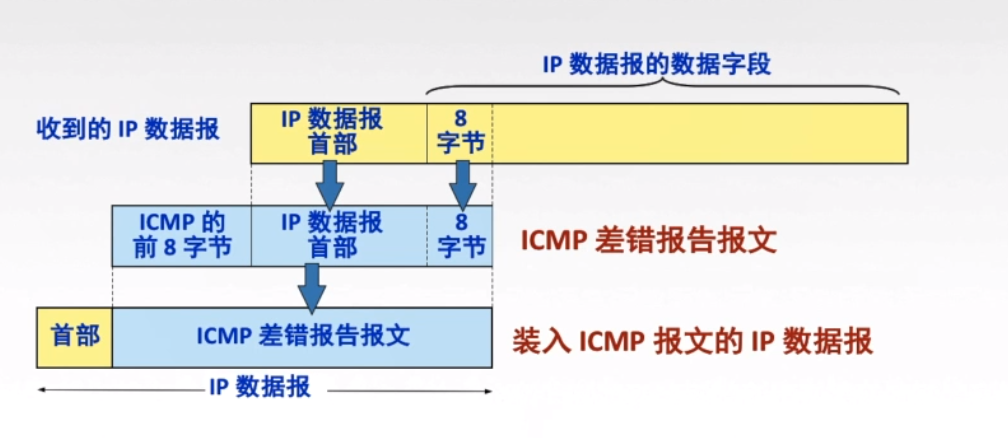 IP 数据报的数据字段
收到的 IP 数据报
IP 数据报
首部
8
字节
ICMP 的
前 8 字节
IP 数据报
首部
8
字节
ICMP 差错报告报文
首部
ICMP 差错报告报文
装入 ICMP 报文的 IP 数据报
IP 数据报